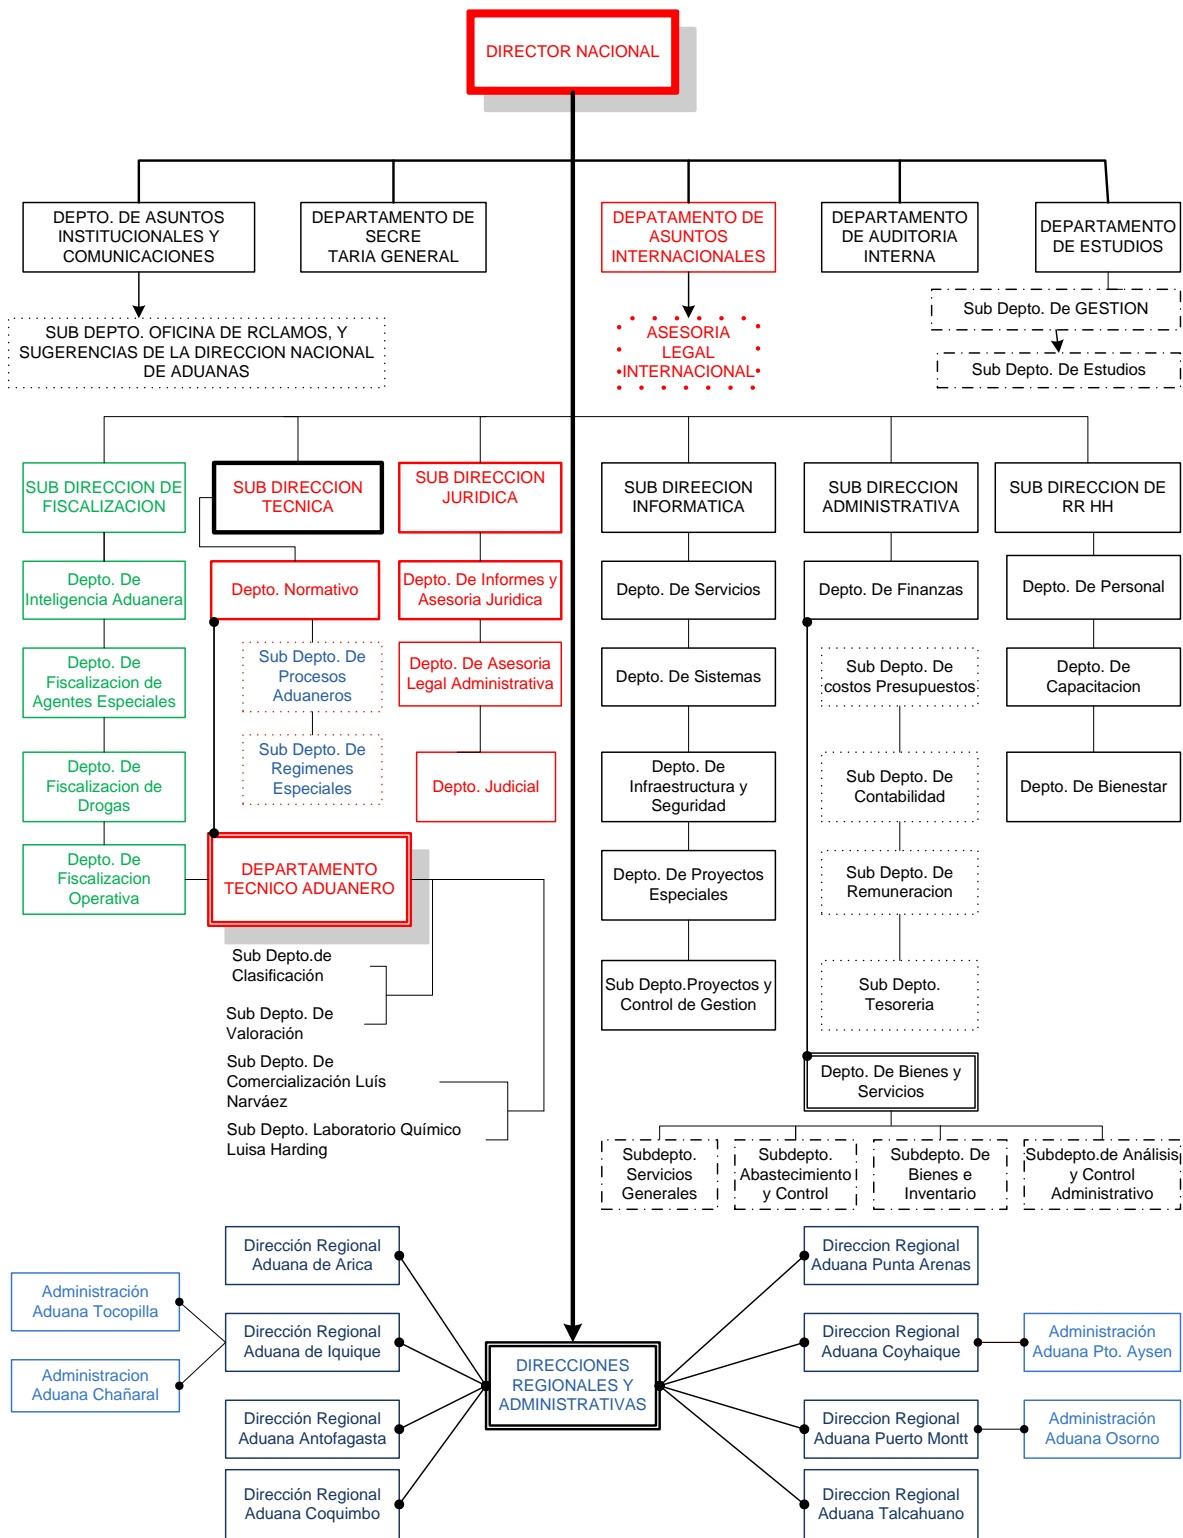 DIRECTOR NACIONAL
DEPTO. DE ASUNTOS
INSTITUCIONALES Y
COMUNICACIONES
DEPARTAMENTO DE
SECRE
TARIA GENERAL
DEPATAMENTO DE
ASUNTOS
INTERNACIONALES
DEPARTAMENTO
DE AUDITORIA
INTERNA
DEPARTAMENTO
DE ESTUDIOS
SUB DEPTO. OFICINA DE RCLAMOS, Y
SUGERENCIAS DE LA DIRECCION NACIONAL
DE ADUANAS
ASESORIA
LEGAL
INTERNACIONAL
Sub Depto. De GESTION
Sub Depto. De Estudios
SUB DIRECCION DE
FISCALIZACION
SUB DIRECCION
TECNICA
SUB DIRECCION
JURIDICA
SUB DIREECION
INFORMATICA
SUB DIRECCION
ADMINISTRATIVA
SUB DIRECCION DE
RR HH
Depto. De
Inteligencia Aduanera
Depto. Normativo
Depto. De Informes y
Asesoria Juridica
Depto. De Servicios
Depto. De Finanzas
Depto. De Personal
Depto. De
Fiscalizacion de
Agentes Especiales
Sub Depto. De
Procesos
Aduaneros
Depto. De Asesoria
Legal Administrativa
Depto. De Sistemas
Sub Depto. De
costos Presupuestos
Depto. De
Capacitacion
Depto. De
Fiscalizacion de
Drogas
Sub Depto. De
Regimenes
Especiales
Depto. Judicial
Depto. De
Infraestructura y
Seguridad
Sub Depto. De
Contabilidad
Depto. De Bienestar
Depto. De
Fiscalizacion
Operativa
DEPARTAMENTO
TECNICO ADUANERO
Depto. De Proyectos
Especiales
Sub Depto. De
Remuneracion
Sub Depto.de
Clasificación
Sub Depto. De
Valoración
Sub Depto. De
Comercialización Luís
Narváez
Sub Depto. Laboratorio Químico
Luisa Harding
Sub Depto.Proyectos y
Control de Gestion
Sub Depto.
Tesoreria
Depto. De Bienes y
Servicios
Subdepto.
Servicios
Generales
Subdepto.
Abastecimiento
y Control
Subdepto. De
Bienes e
Inventario
Subdepto.de Análisis
y Control
Administrativo
Dirección Regional
Aduana de Arica
Direccion Regional
Aduana Punta Arenas
Administración
Aduana Tocopilla
Dirección Regional
Aduana de Iquique
Administracion
Aduana Chañaral
DIRECCIONES
REGIONALES Y
ADMINISTRATIVAS
Direccion Regional
Aduana Coyhaique
Administración
Aduana Pto. Aysen
Dirección Regional
Aduana Antofagasta
Direccion Regional
Aduana Puerto Montt
Administración
Aduana Osorno
Dirección Regional
Aduana Coquimbo
Direccion Regional
Aduana Talcahuano